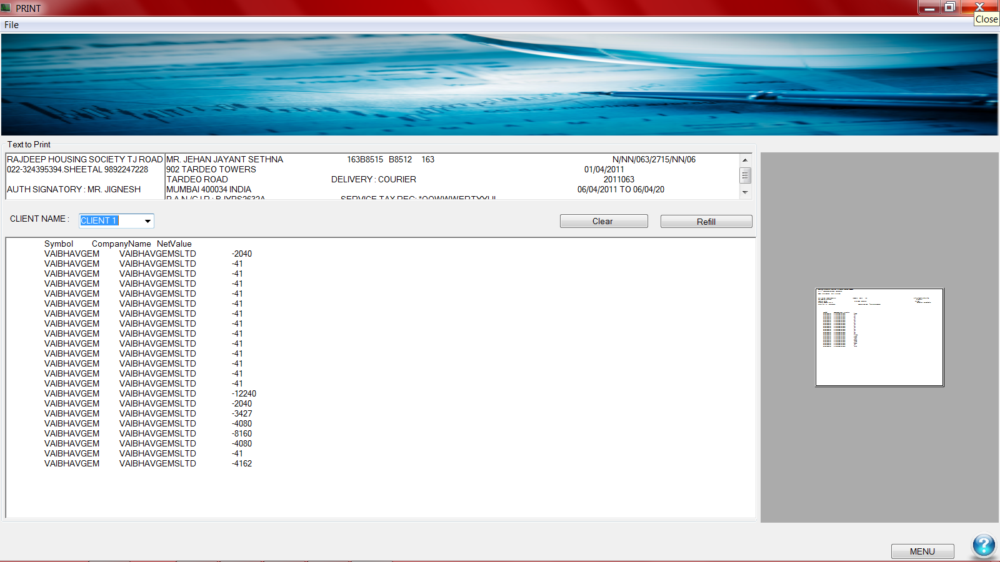 PRINT
Close
File
Text to Print
RAJDEEP HOUSING SOCIETY TJ ROAD
022-324395394.SHEETAL 9892247228
AUTH SIGNATORY : MR. JIGNESH
MR. JEHAN JAYANT SETHNA 163B8515 B8512 163 N/NN/063/2715/NN/06
902 TARDEO TOWERS 01/04/2011
TARDEO ROAD DELIVERY : COURIER 2011063
MUMBAI 400034 INDIA 06/04/2011 TO 06/04/20
CLIENT NAME : CLIENT 1 Clear Refill
Symbol CompanyName NetValue
VAIBHAVGEM VAIBHAVGEMSLTD -2040
VAIBHAVGEM VAIBHAVGEMSLTD -41
VAIBHAVGEM VAIBHAVGEMSLTD -41
VAIBHAVGEM VAIBHAVGEMSLTD -41
VAIBHAVGEM VAIBHAVGEMSLTD -41
VAIBHAVGEM VAIBHAVGEMSLTD -41
VAIBHAVGEM VAIBHAVGEMSLTD -41
VAIBHAVGEM VAIBHAVGEMSLTD -41
VAIBHAVGEM VAIBHAVGEMSLTD -41
VAIBHAVGEM VAIBHAVGEMSLTD -41
VAIBHAVGEM VAIBHAVGEMSLTD -41
VAIBHAVGEM VAIBHAVGEMSLTD -41
VAIBHAVGEM VAIBHAVGEMSLTD -41
VAIBHAVGEM VAIBHAVGEMSLTD -41
VAIBHAVGEM VAIBHAVGEMSLTD -12240
VAIBHAVGEM VAIBHAVGEMSLTD -2040
VAIBHAVGEM VAIBHAVGEMSLTD -3427
VAIBHAVGEM VAIBHAVGEMSLTD -4080
VAIBHAVGEM VAIBHAVGEMSLTD -8160
VAIBHAVGEM VAIBHAVGEMSLTD -4080
VAIBHAVGEM VAIBHAVGEMSLTD -41
VAIBHAVGEM VAIBHAVGEMSLTD -4162
MENU